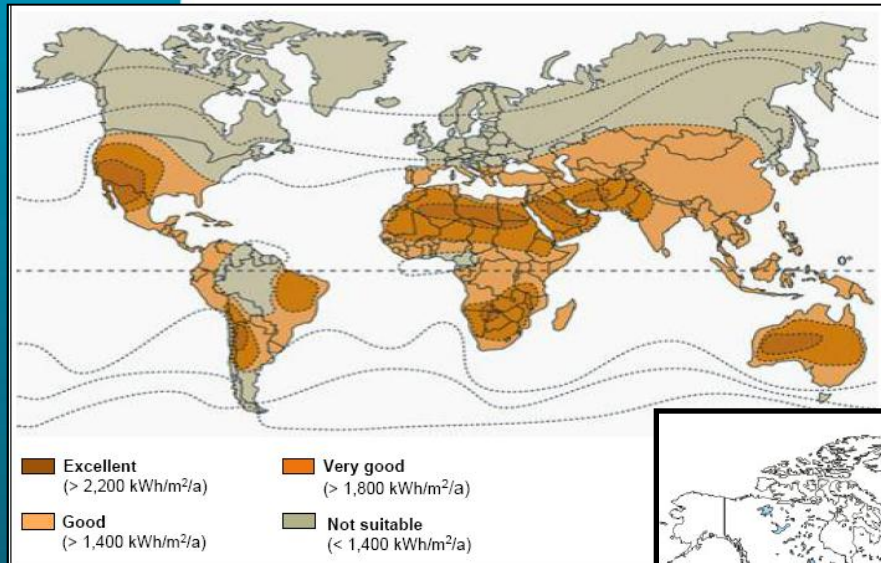 0°
Excellent
(> 2,200 kWh/m²/a)
Very good
(> 1,800 kWh/m²/a)
Good
(> 1,400 kWh/m²/a)
Not suitable
(< 1,400 kWh/m²/a)